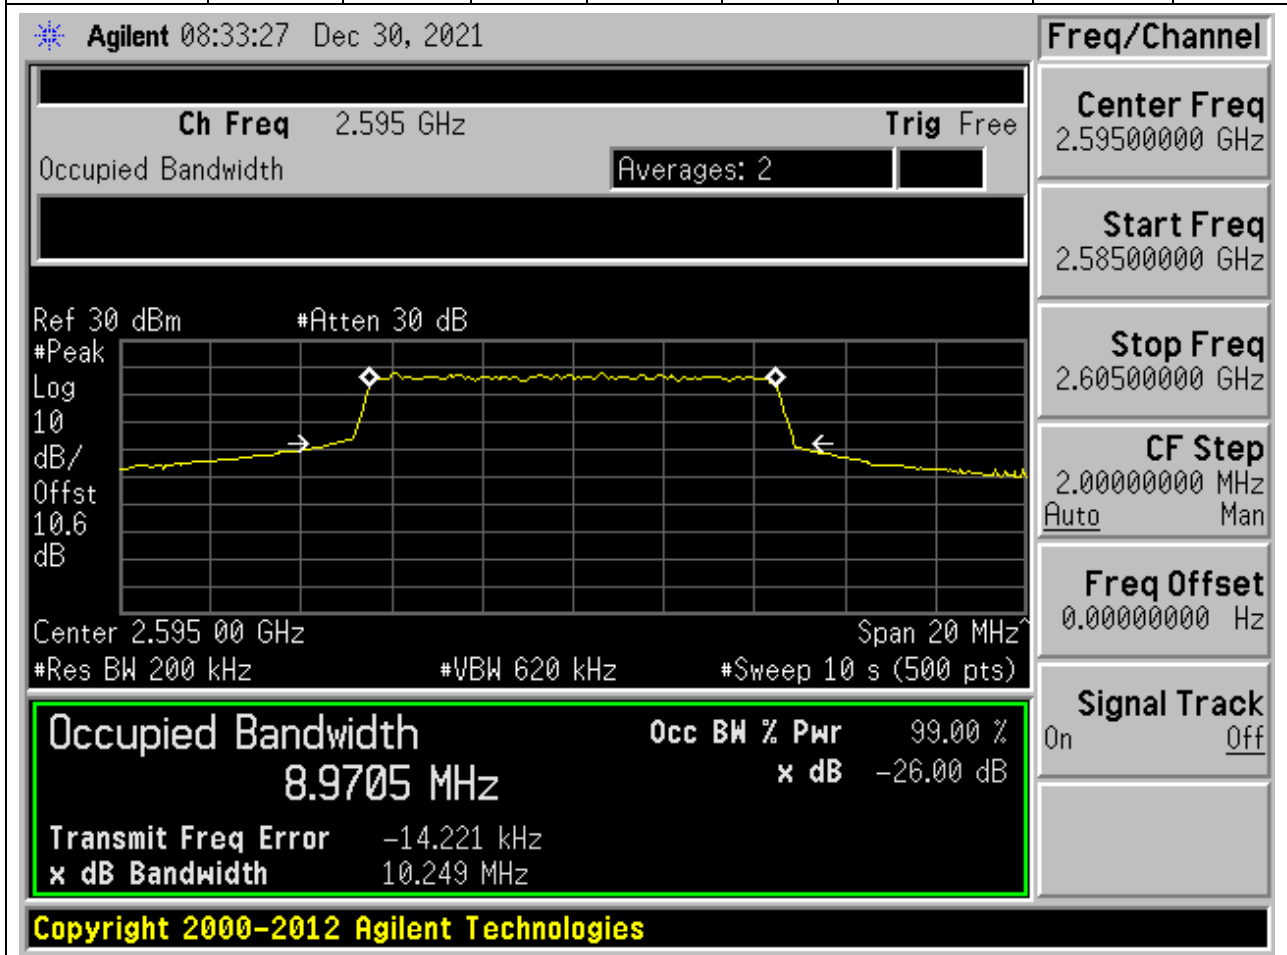 Agilent 08:33:27 Dec 30, 2021
Freq/Channel
Ch Freq 2.595 GHz Trig Free
Occupied Bandwidth Averages: 2
Center Freq
2.59500000 GHz
Start Freq
2.58500000 GHz
Stop Freq
2.60500000 GHz
CF Step
2.00000000 MHz
Auto Man
Freq Offset
0.00000000 Hz
Signal Track
On Off
Ref 30 dBm #Atten 30 dB
#Peak
Log
10
dB/
Offst
10.6
dB
Center 2.595 00 GHz Span 20 MHz^
#Res BW 200 kHz #VBW 620 kHz #Sweep 10 s (500 pts)
Occupied Bandwidth Occ BW % Pwr 99.00 %
8.9705 MHz x dB -26.00 dB
Transmit Freq Error -14.221 kHz
x dB Bandwidth 10.249 MHz
Copyright 2000-2012 Agilent Technologies